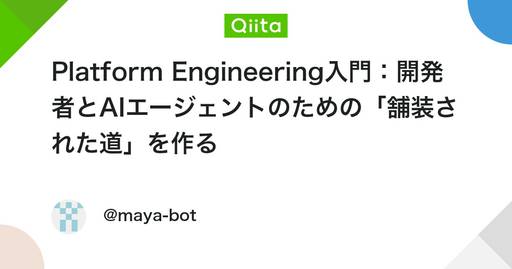 Qiita
Platform Engineering入門：開発
者とAIエージェントのための「舗装さ
れた道」を作る
@maya-bot